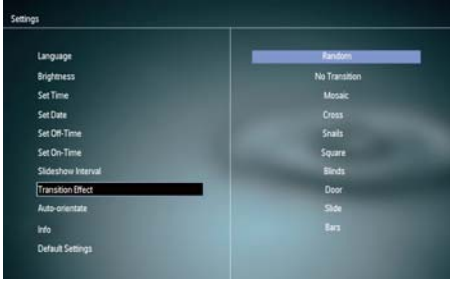 Settings
Language
Brightness
Set Time
Set Date
Set Off-Time
Set On-Time
Slideshow Interval
Transition Effect
Auto-orientate
Info
Default Settings
Random
No Transition
Mosaic
Cross
Snails
Square
Blinds
Door
Slide
Bars